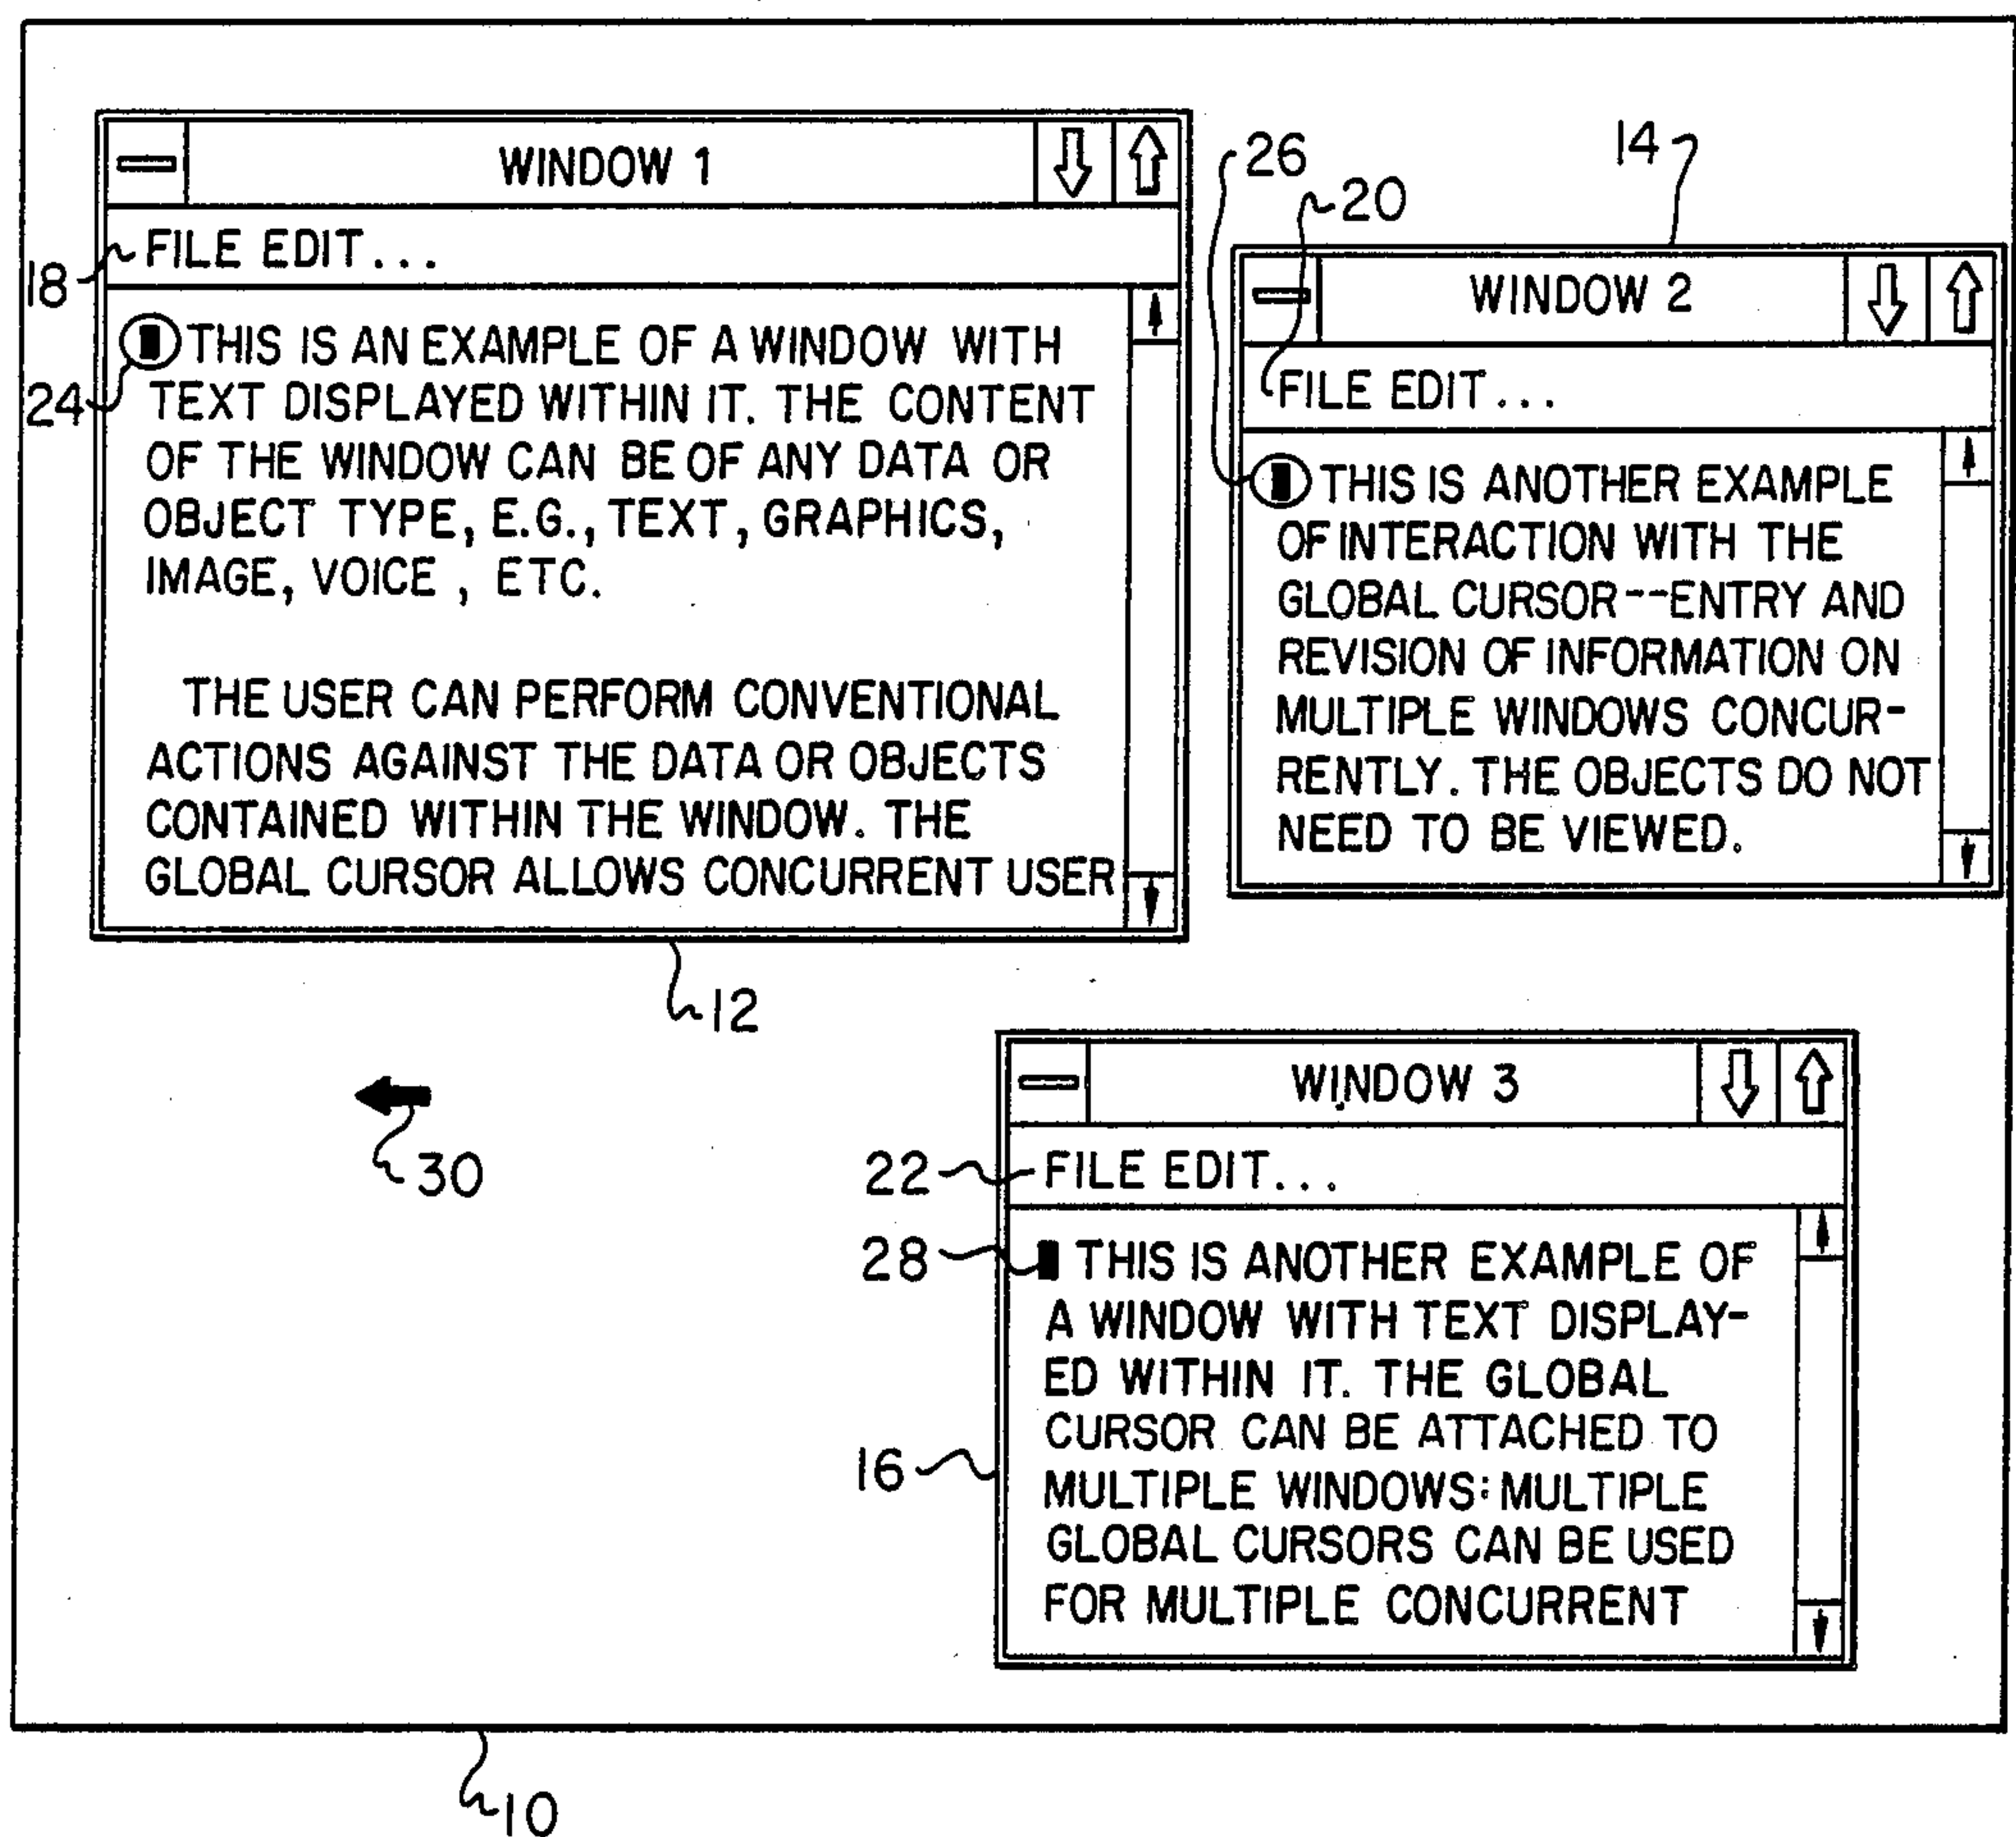 WINDOW 1
18
FILE EDIT...
24
THIS IS AN EXAMPLE OF A WINDOW WITH
TEXT DISPLAYED WITHIN IT. THE CONTENT
OF THE WINDOW CAN BE OF ANY DATA OR
OBJECT TYPE, E.G., TEXT, GRAPHICS,
IMAGE, VOICE, ETC.
THE USER CAN PERFORM CONVENTIONAL
ACTIONS AGAINST THE DATA OR OBJECTS
CONTAINED WITHIN THE WINDOW. THE
GLOBAL CURSOR ALLOWS CONCURRENT USER
12
26
20
14
WINDOW 2
FILE EDIT...
THIS IS ANOTHER EXAMPLE
OF INTERACTION WITH THE
GLOBAL CURSOR--ENTRY AND
REVISION OF INFORMATION ON
MULTIPLE WINDOWS CONCUR-
RENTLY. THE OBJECTS DO NOT
NEED TO BE VIEWED.
30
WINDOW 3
22
FILE EDIT...
28
THIS IS ANOTHER EXAMPLE OF
A WINDOW WITH TEXT DISPLAY-
ED WITHIN IT. THE GLOBAL
CURSOR CAN BE ATTACHED TO
16
MULTIPLE WINDOWS: MULTIPLE
GLOBAL CURSORS CAN BE USED
FOR MULTIPLE CONCURRENT
10